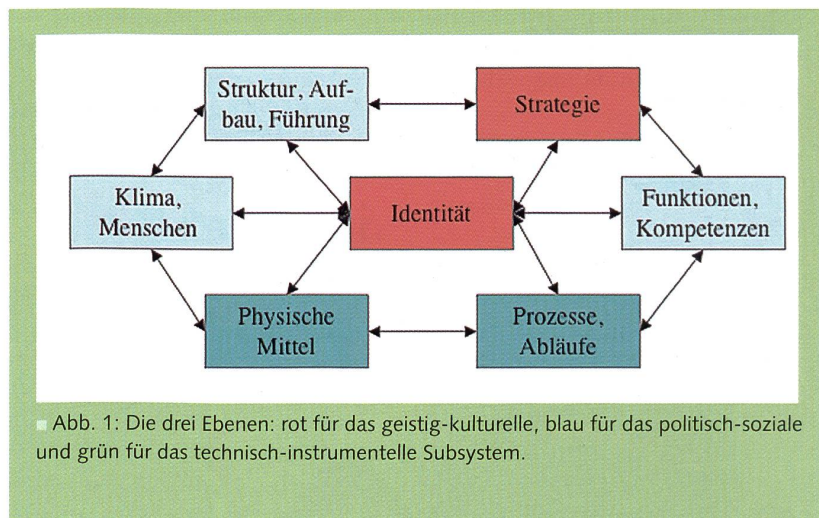 Struktur, Auf-
bau, Führung
Strategie
Klima,
Menschen
Identität
Funktionen,
Kompetenzen
Physische
Mittel
Prozesse,
Abläufe
Abb. 1: Die drei Ebenen: rot für das geistig-kulturelle, blau für das politisch-soziale
und grün für das technisch-instrumentelle Subsystem.